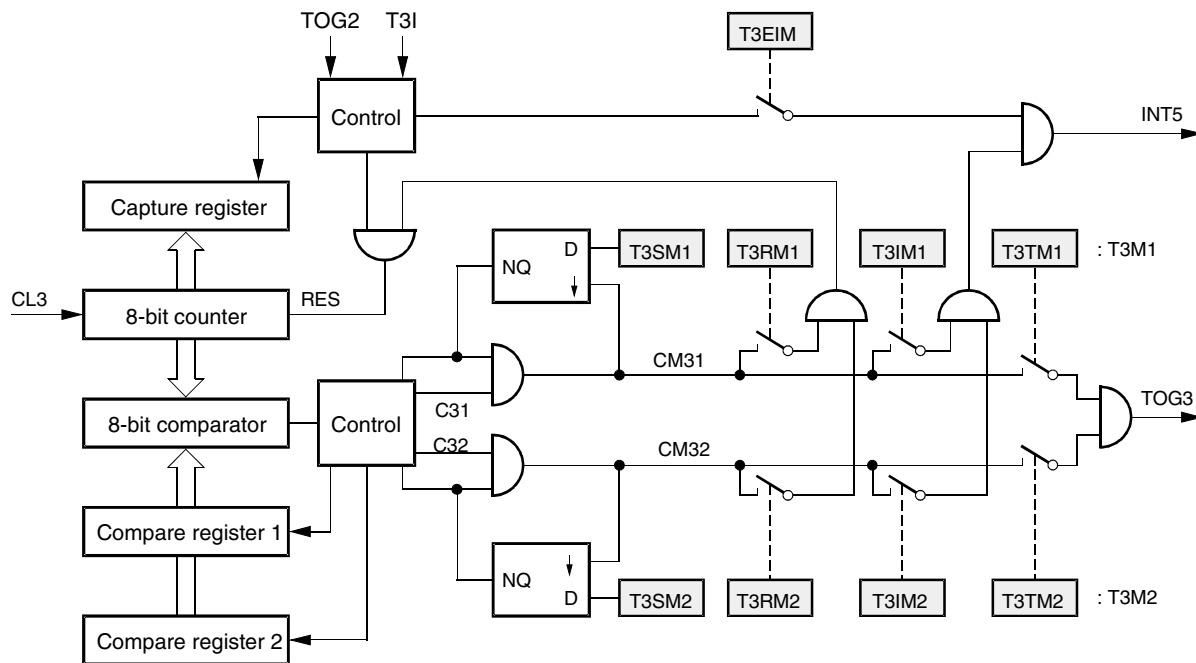 TOG2 T3I
T3EIM
Control
INT5
Capture register
D T3SM1 T3RM1 T3IM1 T3TM1 : T3M1
NQ
CL3
RES
8-bit counter
CM31
C31
TOG3
8-bit comparator
Control
C32
CM32
Compare register 1
NQ
D T3SM2 T3RM2 T3IM2 T3TM2 : T3M2
Compare register 2